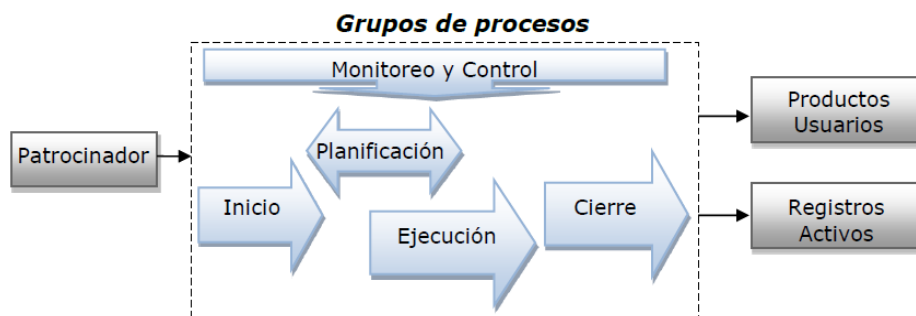 Grupos de procesos
Monitoreo y Control
Patrocinador
Planificación
Inicio
Ejecución
Cierre
Productos
Usuarios
Registros
Activos